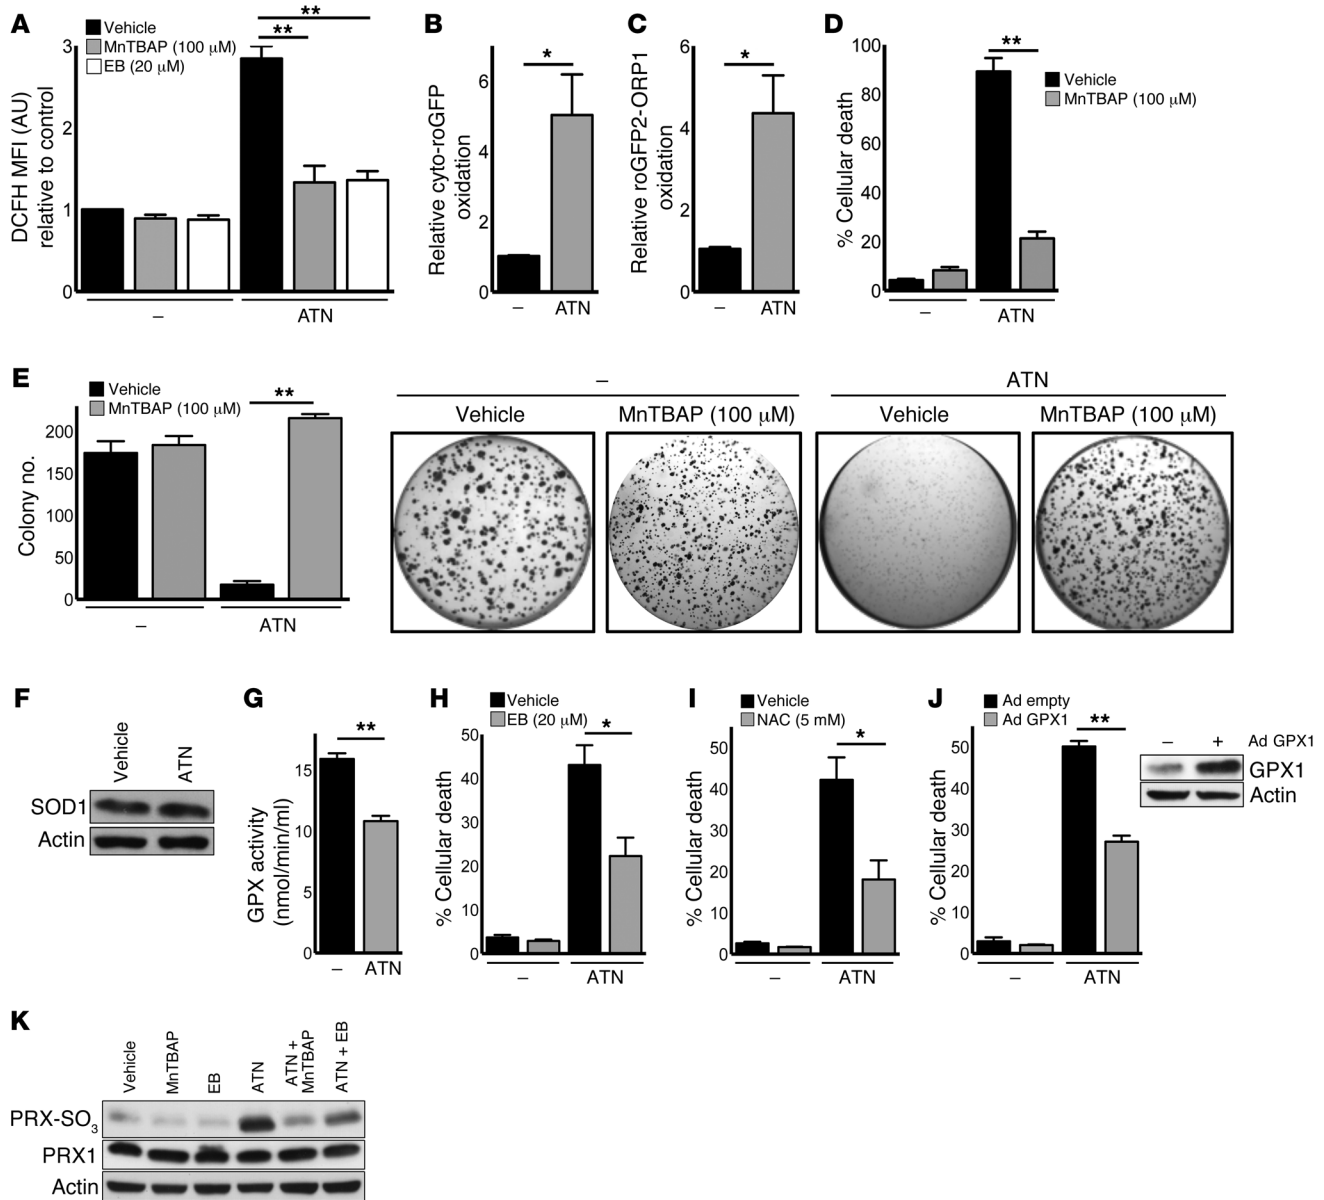 A
Vehicle
MnTBAP (100 µM)
EB (20 µM)
**
**
DCFH MFI (AU)
relative to control
3
2
1
0
–
ATN
B
*
Relative cyto-roGFP
oxidation
6
4
2
0
–
ATN
C
*
Relative roGFP2-ORP1
oxidation
6
4
2
0
–
ATN
D
**
Vehicle
MnTBAP (100 µM)
% Cellular death
100
80
60
40
20
0
–
ATN
E
Vehicle
MnTBAP (100 µM)
**
Colony no.
200
150
100
50
0
–
ATN
–
ATN
Vehicle
MnTBAP (100 µM)
Vehicle
MnTBAP (100 µM)
F
Vehicle
ATN
SOD1
Actin
G
**
GPX activity
(nmol/min/ml)
15
10
5
0
–
ATN
H
Vehicle
EB (20 µM)
*
% Cellular death
50
40
30
20
10
0
–
ATN
I
Vehicle
NAC (5 mM)
*
% Cellular death
50
40
30
20
10
0
–
ATN
J
Ad empty
Ad GPX1
**
% Cellular death
50
40
30
20
10
0
–
ATN
– + Ad GPX1
GPX1
Actin
K
Vehicle
MnTBAP
EB
ATN
ATN +
MnTBAP
ATN + EB
PRX-SO3
PRX1
Actin